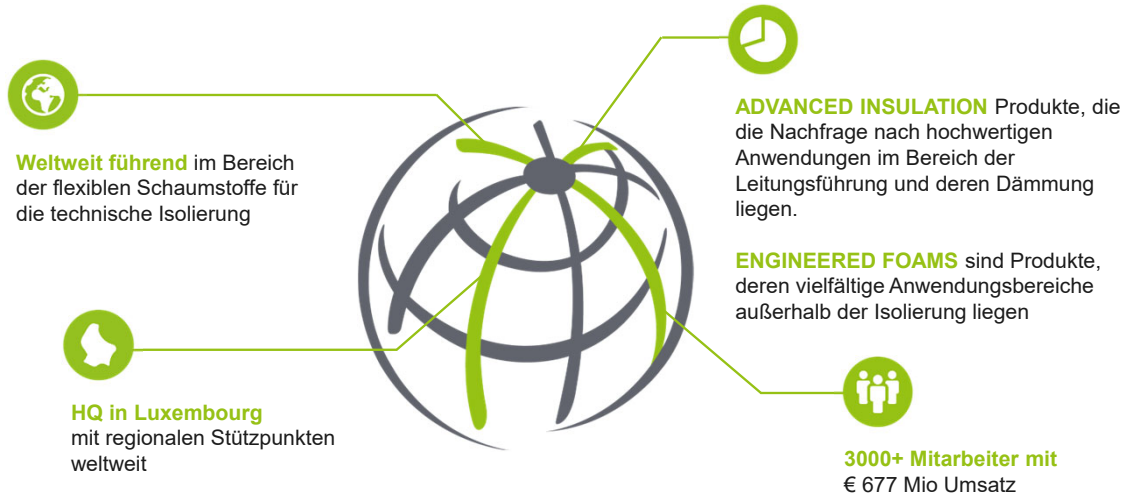 Weltweit führend im Bereich
der flexiblen Schaumstoffe für
die technische Isolierung
HQ in Luxembourg
mit regionalen Stützpunkten
weltweit
ADVANCED INSULATION Produkte, die
die Nachfrage nach hochwertigen
Anwendungen im Bereich der
Leitungsführung und deren Dämmung
liegen.
ENGINEERED FOAMS sind Produkte,
deren vielfältige Anwendungsbereiche
außerhalb der Isolierung liegen
3000+ Mitarbeiter mit
€ 677 Mio Umsatz